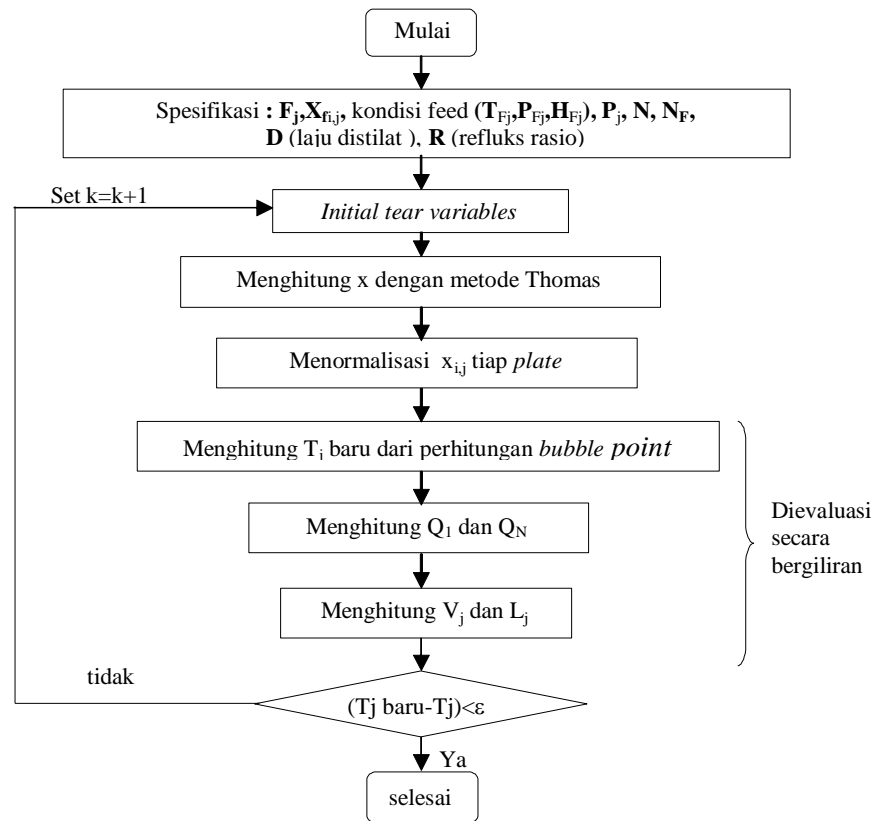 Mulai
Spesifikasi : Fj,Xfi,j, kondisi feed (TFj,PFj,HFj), Pj, N, NF,
D (laju distilat ), R (refluks rasio)
Set k=k+1
Initial tear variables
Menghitung x dengan metode Thomas
Menormalisasi xi,j tiap plate
Menghitung Tj baru dari perhitungan bubble point
Menghitung Q1 dan QN
Menghitung Vj dan Lj
Dievaluasi
secara
bergiliran
tidak
(Tj baru-Tj)<ε
Ya
selesai